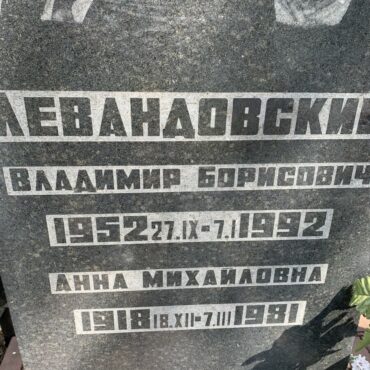 ЛЕВАНДОВСКИЕ
ВЛАДИМИР БОРИСОВИЧ
1952 27.IX-7.I 1992
АННА МИХАЙЛОВНА
1918 18.XII-7.III 1981